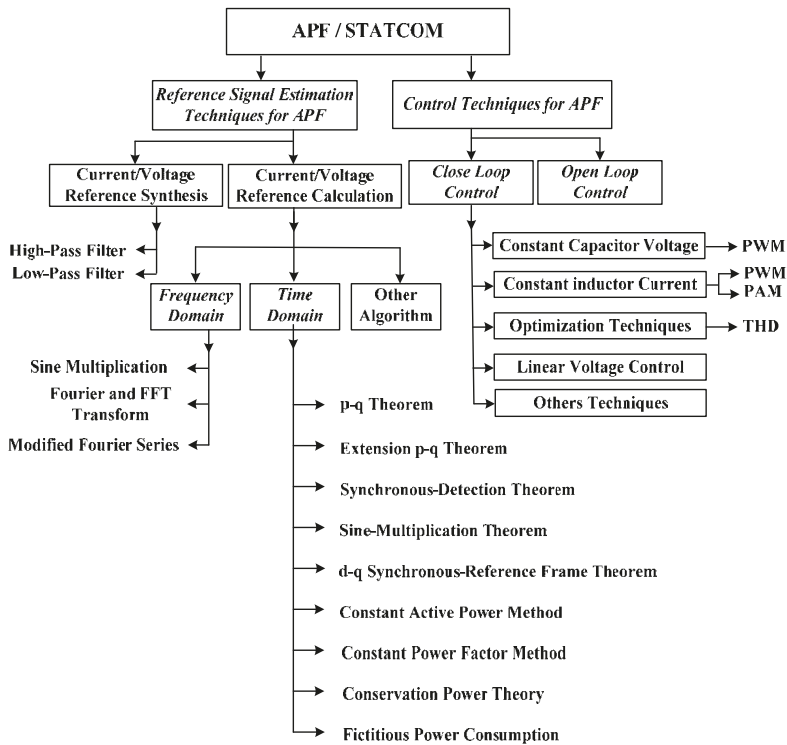 APF / STATCOM
Reference Signal Estimation
Techniques for APF
Control Techniques for APF
Current/Voltage
Reference Synthesis
Current/Voltage
Reference Calculation
Close Loop
Control
Open Loop
Control
High-Pass Filter
Low-Pass Filter
Frequency
Domain
Time
Domain
Other
Algorithm
Constant Capacitor Voltage
PWM
Constant inductor Current
PWM
PAM
Optimization Techniques
THD
Linear Voltage Control
Others Techniques
Sine Multiplication
Fourier and FFT
Transform
Modified Fourier Series
p-q Theorem
Extension p-q Theorem
Synchronous-Detection Theorem
Sine-Multiplication Theorem
d-q Synchronous-Reference Frame Theorem
Constant Active Power Method
Constant Power Factor Method
Conservation Power Theory
Fictitious Power Consumption